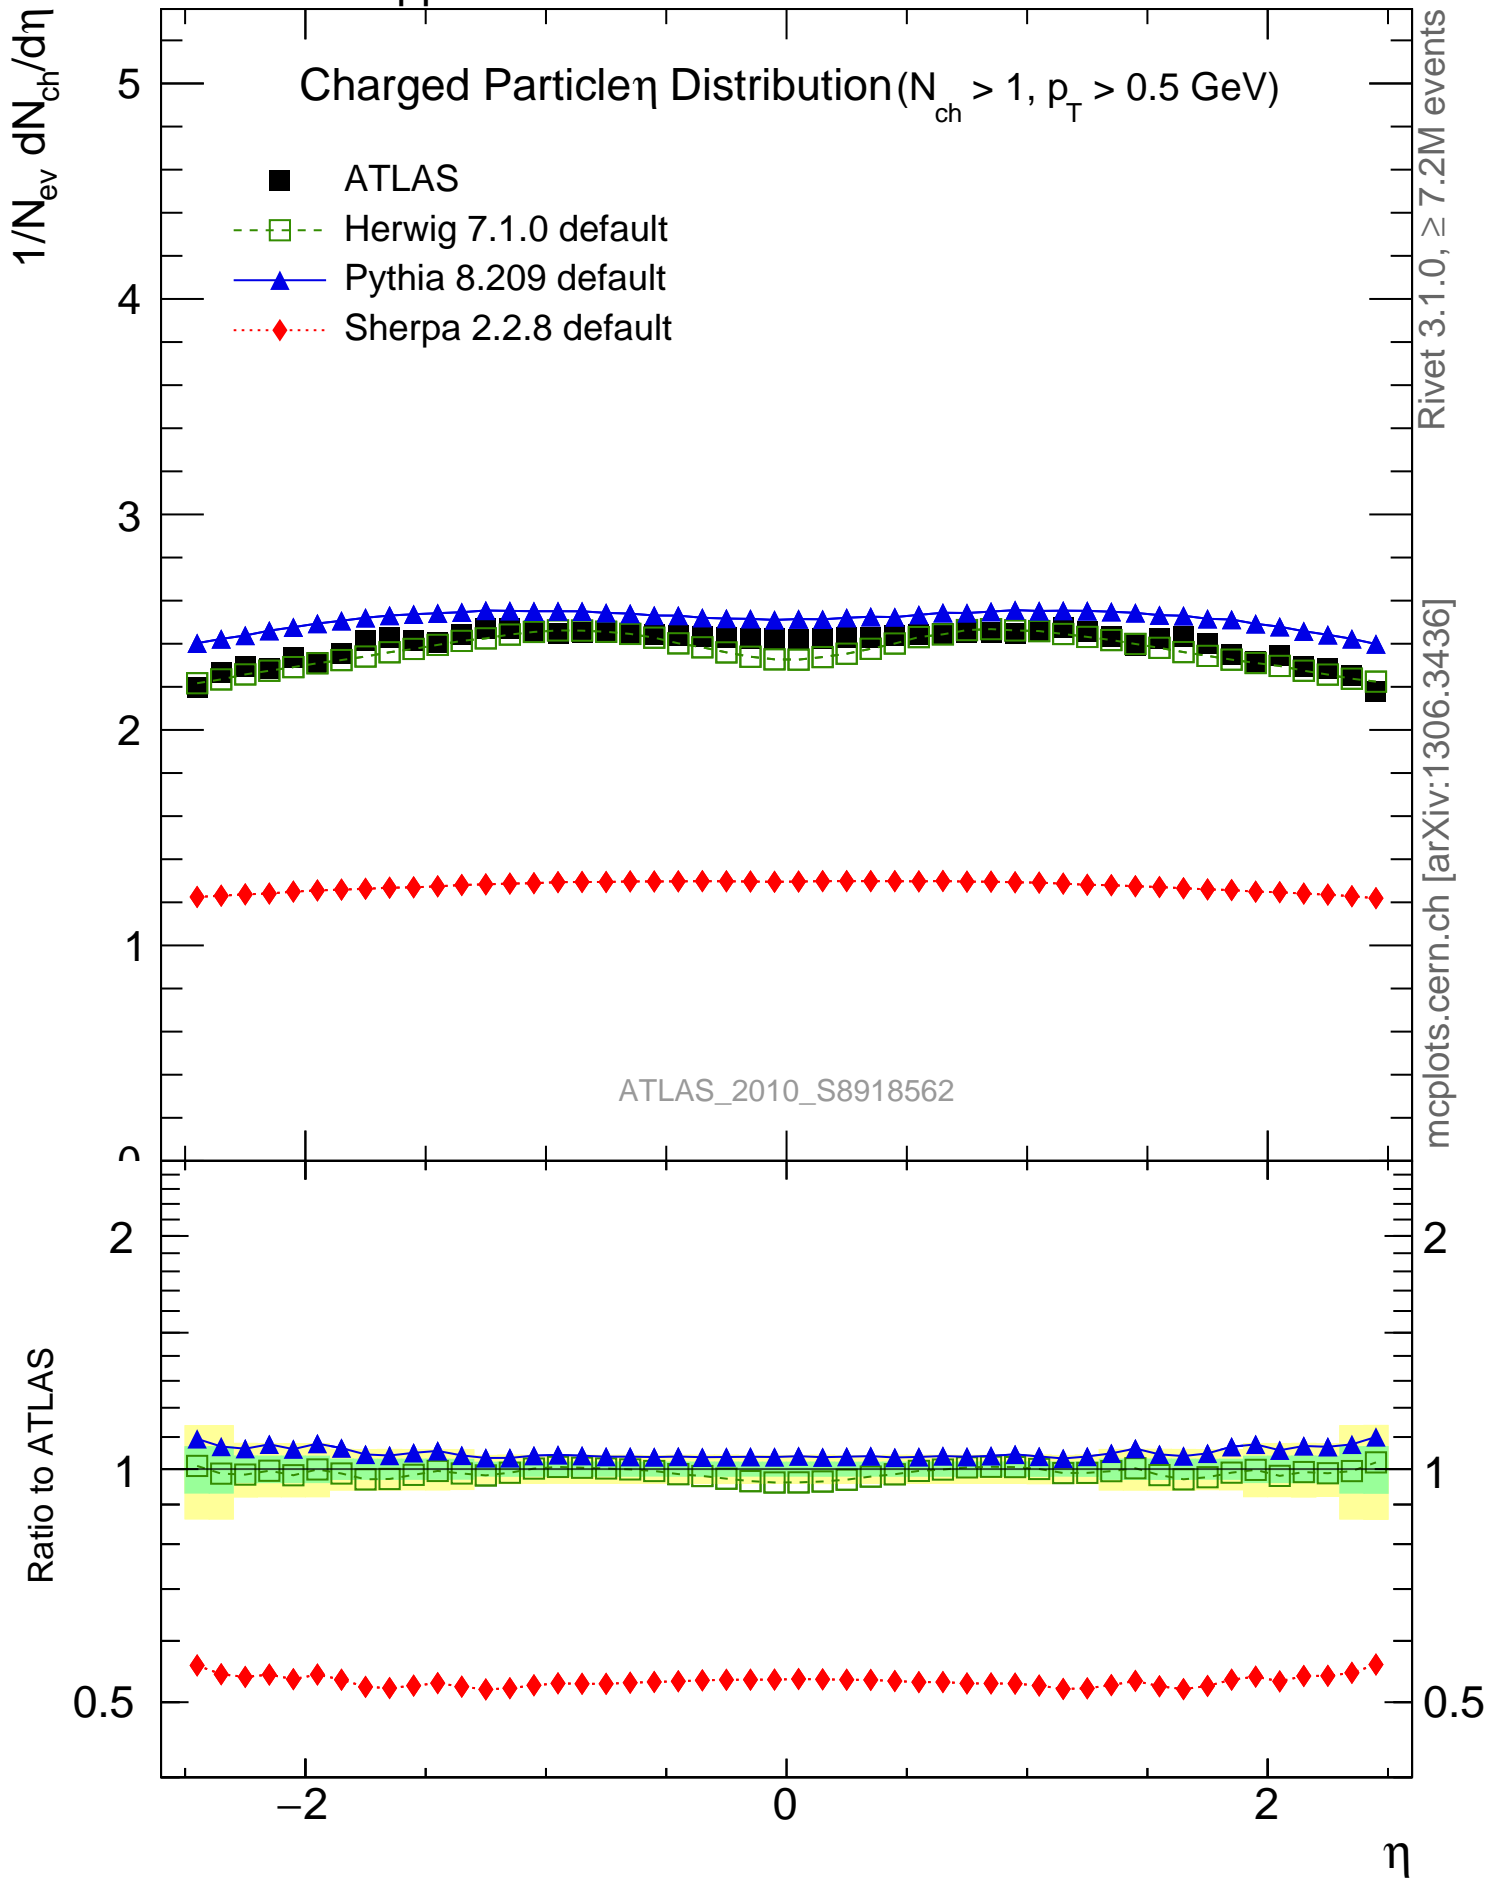 pp
1/N_ev dN_ch/dη
Charged Particleη Distribution(N_ch > 1, p_T > 0.5 GeV)
ATLAS
Herwig 7.1.0 default
Pythia 8.209 default
Sherpa 2.2.8 default
5
4
3
2
1
0
ATLAS_2010_S8918562
Rivet 3.1.0, ≥ 7.2M events
mcplots.cern.ch [arXiv:1306.3436]
Ratio to ATLAS
2
1
0.5
2
1
0.5
−2
0
2
η